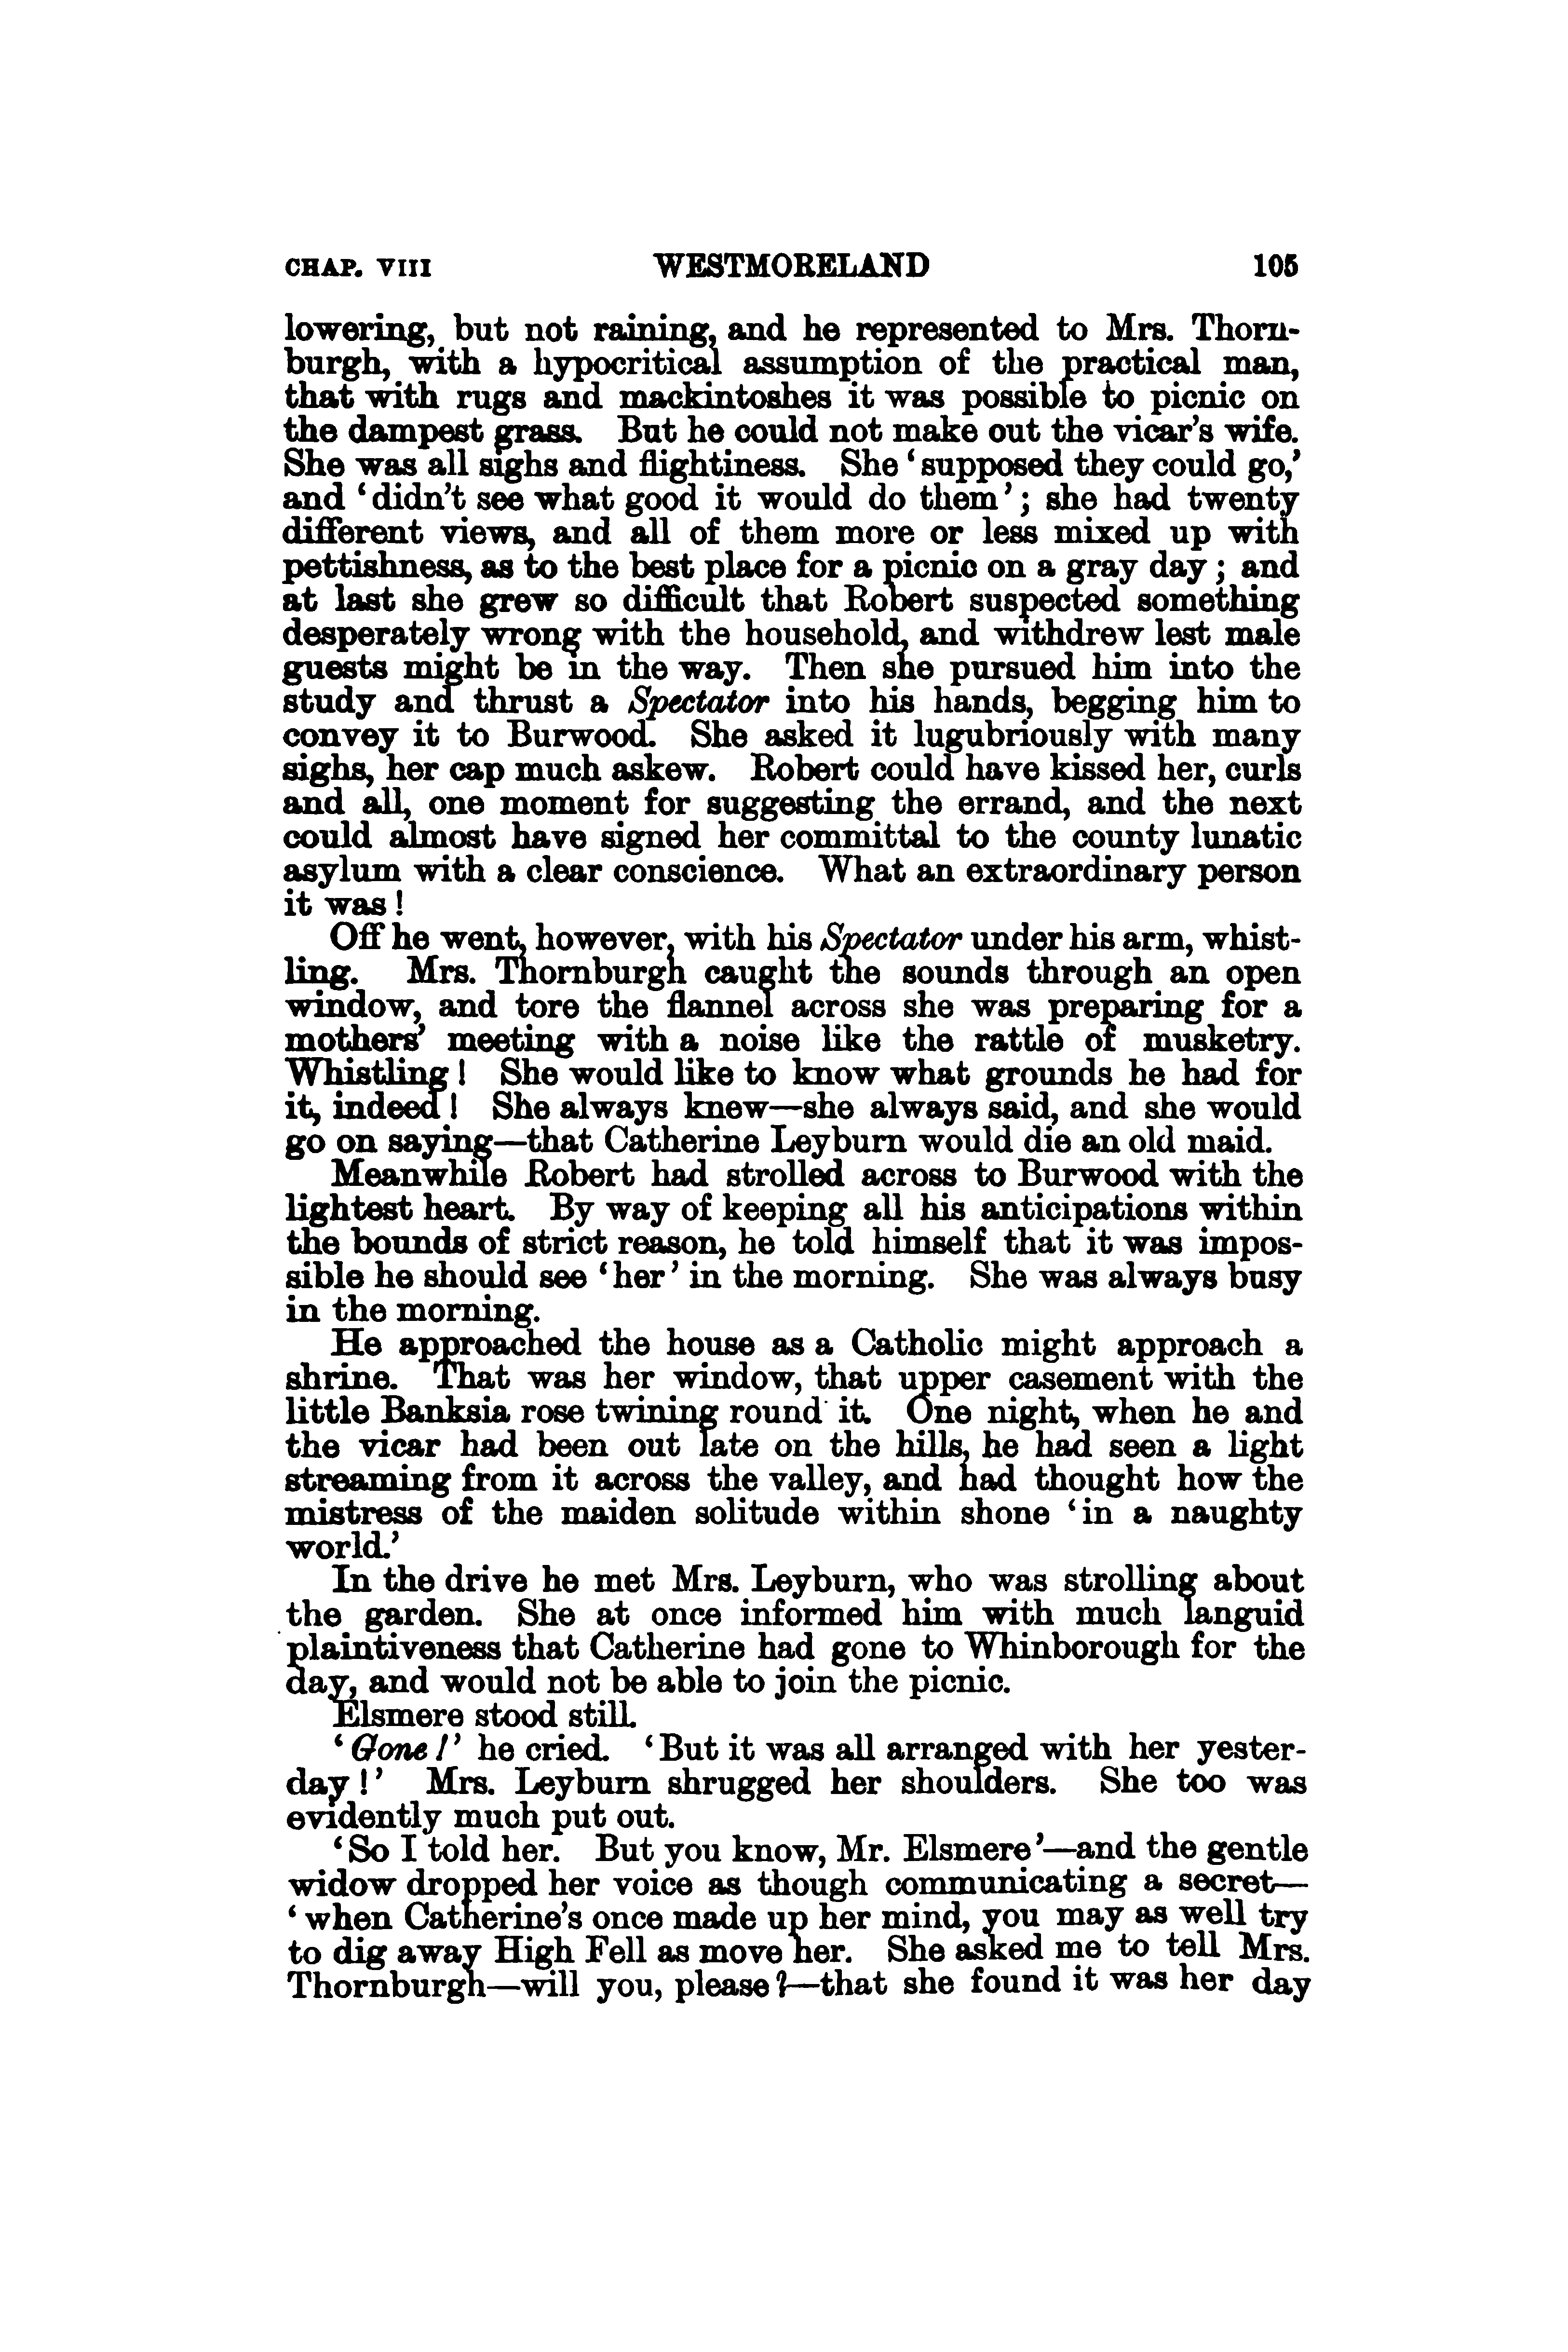 CHAP. VIII WESTMORELAND 105
lowering, but not raining, and he represented to Mrs. Thorn-
burgh, with a hypocritical assumption of the practical man,
that with rugs and mackintoshes it was possible to picnic on
the dampest grass. But he could not make out the vicar's wife.
She was all sighs and flightiness. She ‘supposed they could go,’
and ‘didn't see what good it would do them’; she had twenty
different views, and all of them more or less mixed up with
pettishness, as to the best place for a picnic on a gray day; and
at last she grew so difficult that Robert suspected something
desperately wrong with the household, and withdrew lest male
guests might be in the way. Then she pursued him into the
study and thrust a Spectator into his hands, begging him to
convey it to Burwood. She asked it lugubriously with many
sighs, her cap much askew. Robert could have kissed her, curls
and all, one moment for suggesting the errand, and the next
could almost have signed her committal to the county lunatic
asylum with a clear conscience. What an extraordinary person
it was!
Off he went, however, with his Spectator under his arm, whist-
ling. Mrs. Thornburgh caught the sounds through an open
window, and tore the flannel across she was preparing for a
mothers’ meeting with a noise like the rattle of musketry.
Whistling! She would like to know what grounds he had for
it, indeed! She always knew—she always said, and she would
go on saying—that Catherine Leyburn would die an old maid.
Meanwhile Robert had strolled across to Burwood with the
lightest heart. By way of keeping all his anticipations within
the bounds of strict reason, he told himself that it was impos-
sible he should see ‘her’ in the morning. She was always busy
in the morning.
He approached the house as a Catholic might approach a
shrine. That was her window, that upper casement with the
little Banksia rose twining round it. One night, when he and
the vicar had been out late on the hills, he had seen a light
streaming from it across the valley, and had thought how the
mistress of the maiden solitude within shone ‘in a naughty
world.’
In the drive he met Mrs. Leyburn, who was strolling about
the garden. She at once informed him with much languid
plaintiveness that Catherine had gone to Whinborough for the
day, and would not be able to join the picnic.
Elsmere stood still.
‘Gone!’ he cried. ‘But it was all arranged with her yester-
day!’ Mrs. Leyburn shrugged her shoulders. She too was
evidently much put out.
‘So I told her. But you know, Mr. Elsmere’—and the gentle
widow dropped her voice as though communicating a secret—
‘when Catherine's once made up her mind, you may as well try
to dig away High Fell as move her. She asked me to tell Mrs.
Thornburgh—will you, please?—that she found it was her day